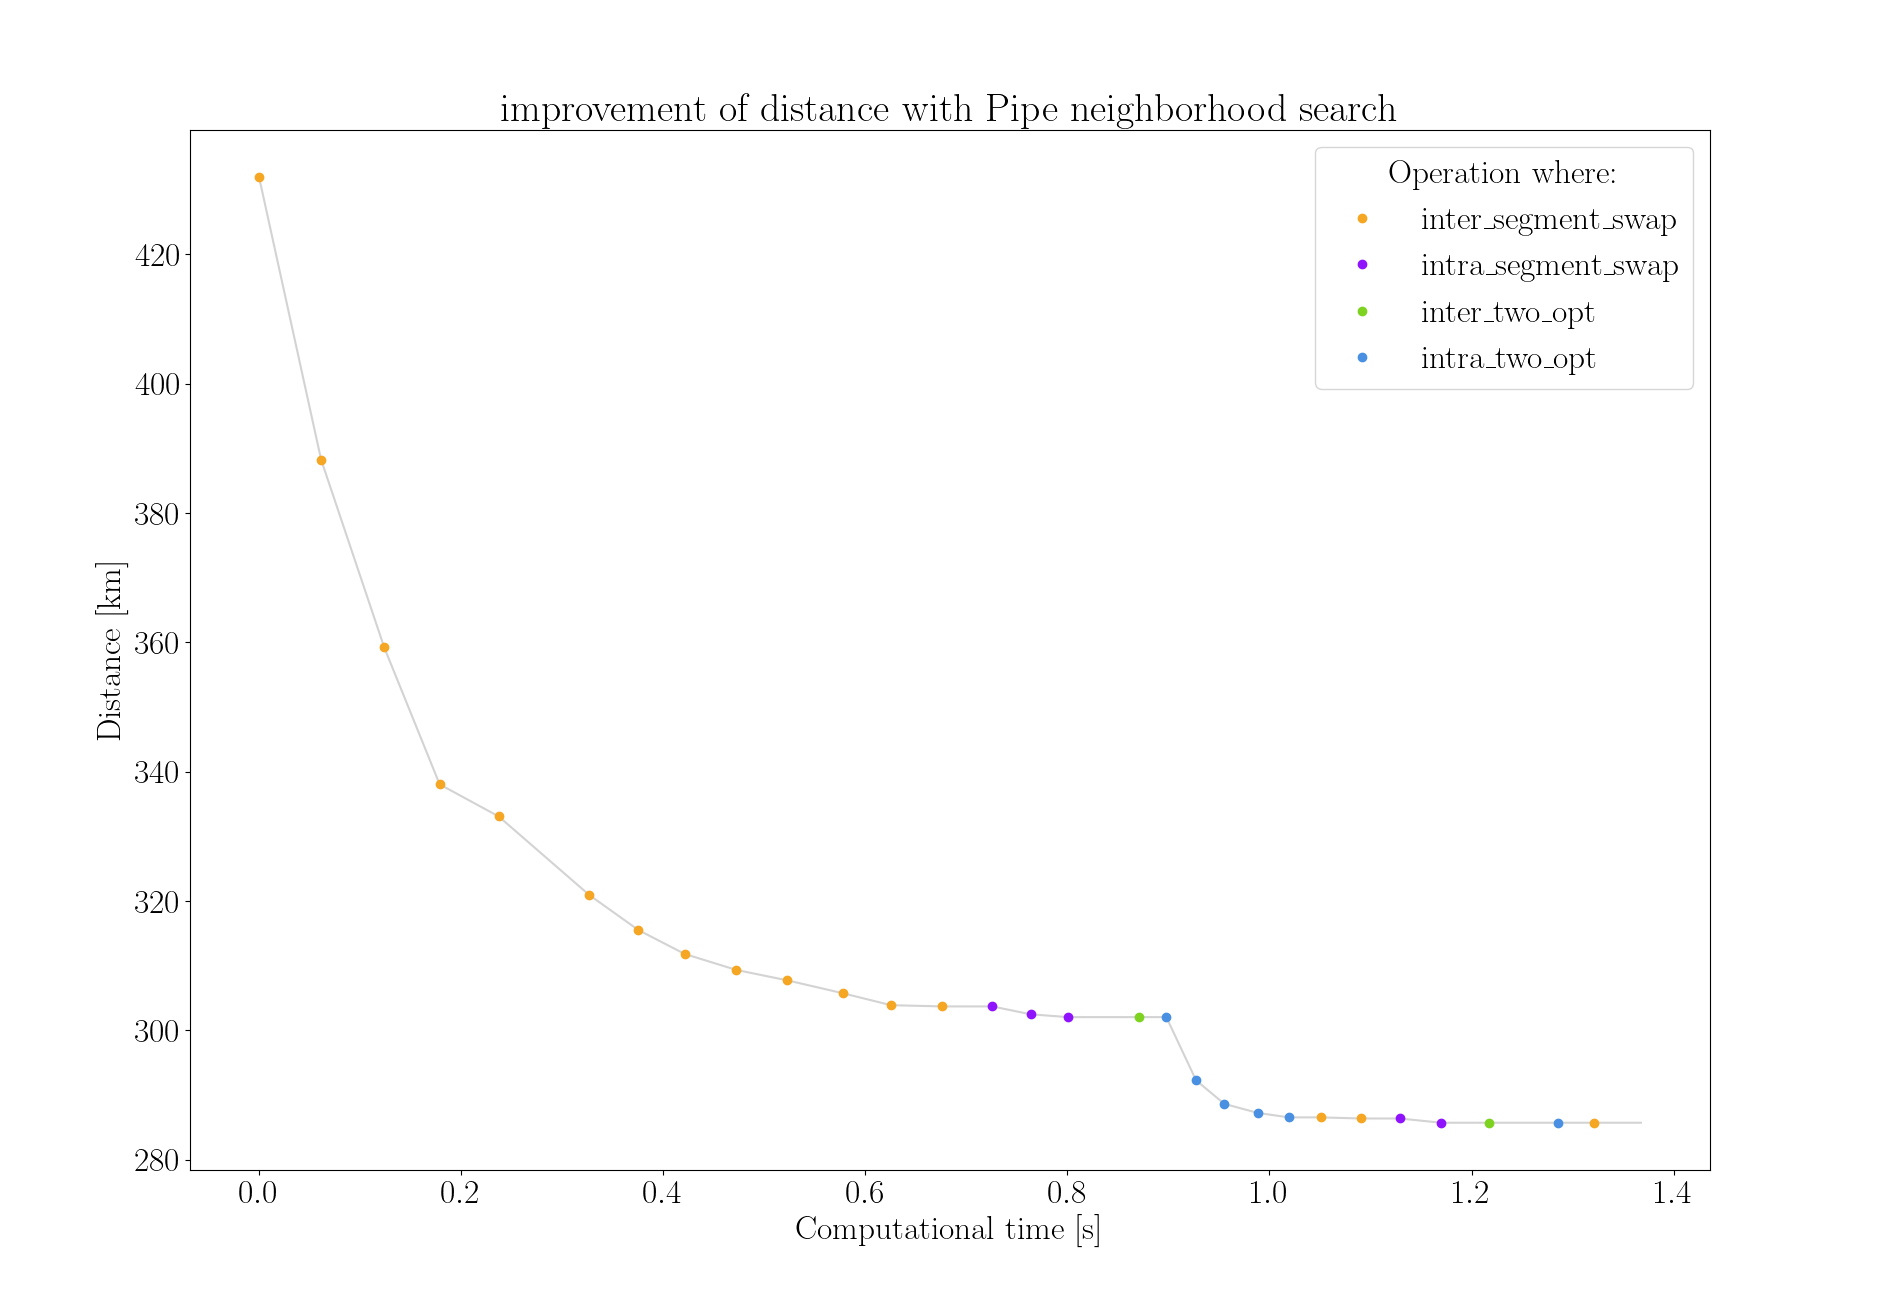 improvement of distance with Pipe neighborhood search
Operation where:
inter_segment_swap
intra_segment_swap
inter_two_opt
intra_two_opt
420
400
380
360
340
320
300
280
Distance [km]
0.0
0.2
0.4
0.6
0.8
1.0
1.2
1.4
Computational time [s]